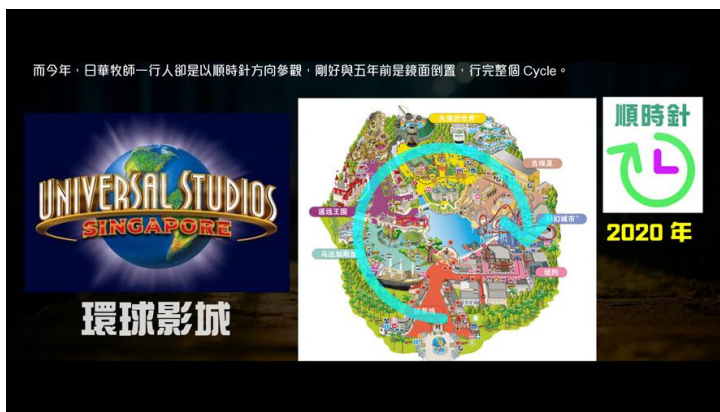 而今年，日華牧師一行人卻是以順時針方向參觀，剛好與五年前是鏡面倒置，行完整個 Cycle。
UNIVERSAL STUDIOS
SINGAPORE
環球影城
失落的世界
古埃及
遥远王国
幻城市
马达加斯加
纽约
順時針
2020 年